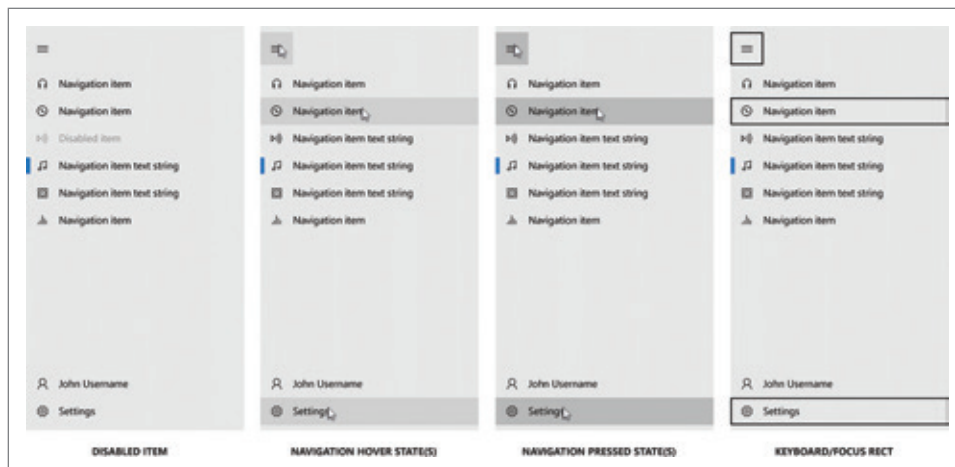 Navigation item
Navigation item
Disabled item
Navigation item text string
Navigation item text string
Navigation item
John Username
Settings
DISABLED ITEM
Navigation item
Navigation item
Navigation item text string
Navigation item text string
Navigation item text string
Navigation item
John Username
Settings
NAVIGATION HOVER STATE(S)
Navigation item
Navigation item
Navigation item text string
Navigation item text string
Navigation item text string
Navigation item
John Username
Settings
NAVIGATION PRESSED STATE(S)
Navigation item
Navigation item
Navigation item text string
Navigation item text string
Navigation item text string
Navigation item
John Username
Settings
KEYBOARD/FOCUS RECT